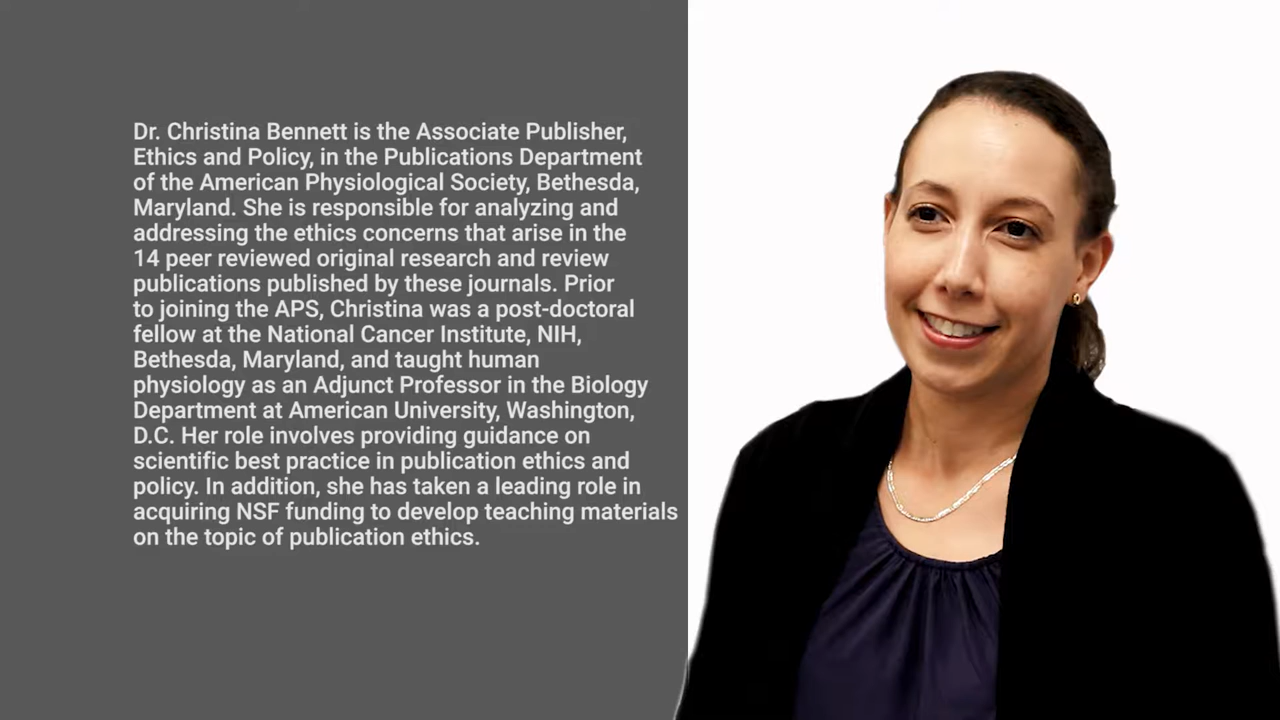 Dr. Christina Bennett is the Associate Publisher,
Ethics and Policy, in the Publications Department
of the American Physiological Society, Bethesda,
Maryland. She is responsible for analyzing and
addressing the ethics concerns that arise in the
14 peer reviewed original research and review
publications published by these journals. Prior
to joining the APS, Christina was a post-doctoral
fellow at the National Cancer Institute, NIH,
Bethesda, Maryland, and taught human
physiology as an Adjunct Professor in the Biology
Department at American University, Washington,
D.C. Her role involves providing guidance on
scientific best practice in publication ethics and
policy. In addition, she has taken a leading role in
acquiring NSF funding to develop teaching materials
on the topic of publication ethics.